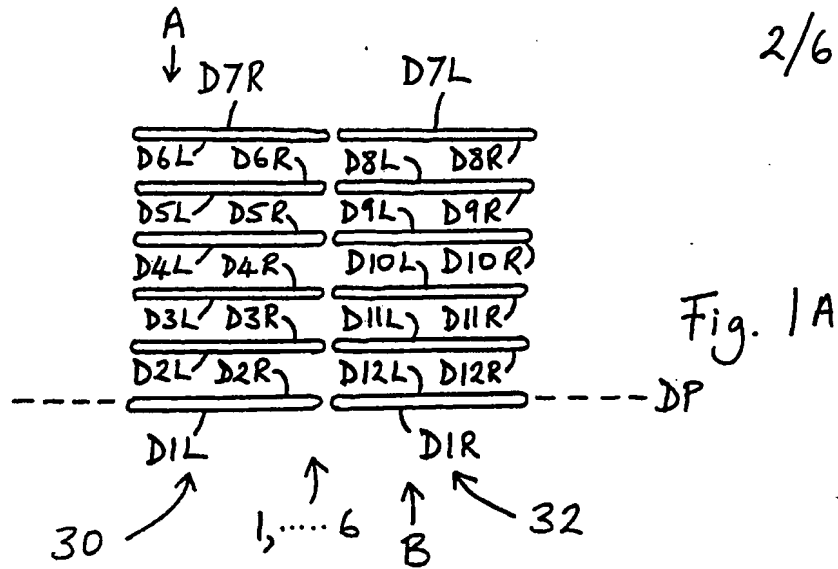 A
2/6
D7R D7L
D6L D6R D8L D8R
D5L D5R D9L D9R
D4L D4R D10L D10R
D3L D3R D11L D11R
Fig. 1A
D2L D2R D12L D12R
DP
D1L D1R
30 1,.....6 B 32